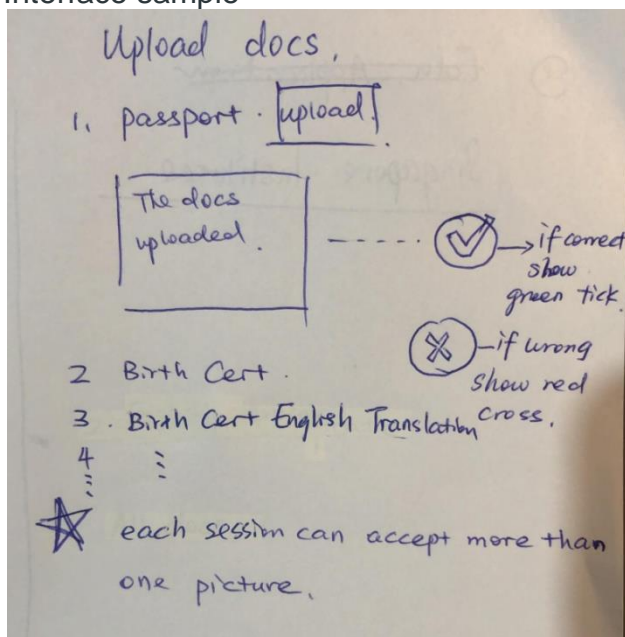 Interface sample
Upload docs.
1. passport. upload.
The docs
uploaded.
if correct
show
green tick.
if wrong
show red
cross.
2 Birth Cert.
3. Birth Cert English Translation
4
each session can accept more than
one picture.